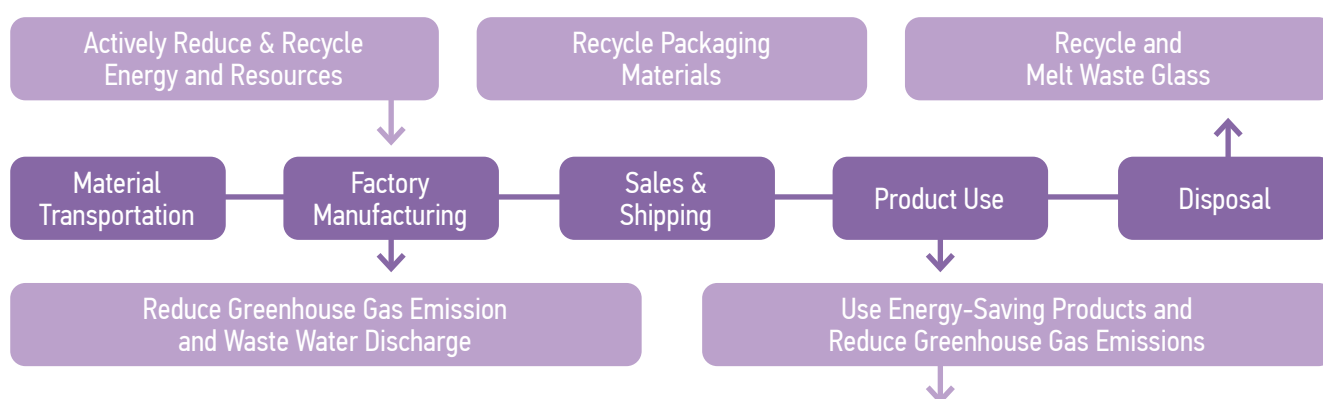 Actively Reduce & Recycle
Energy and Resources
Recycle Packaging
Materials
Recycle and
Melt Waste Glass
Material
Transportation
Factory
Manufacturing
Sales &
Shipping
Product Use
Disposal
Reduce Greenhouse Gas Emission
and Waste Water Discharge
Use Energy-Saving Products and
Reduce Greenhouse Gas Emissions